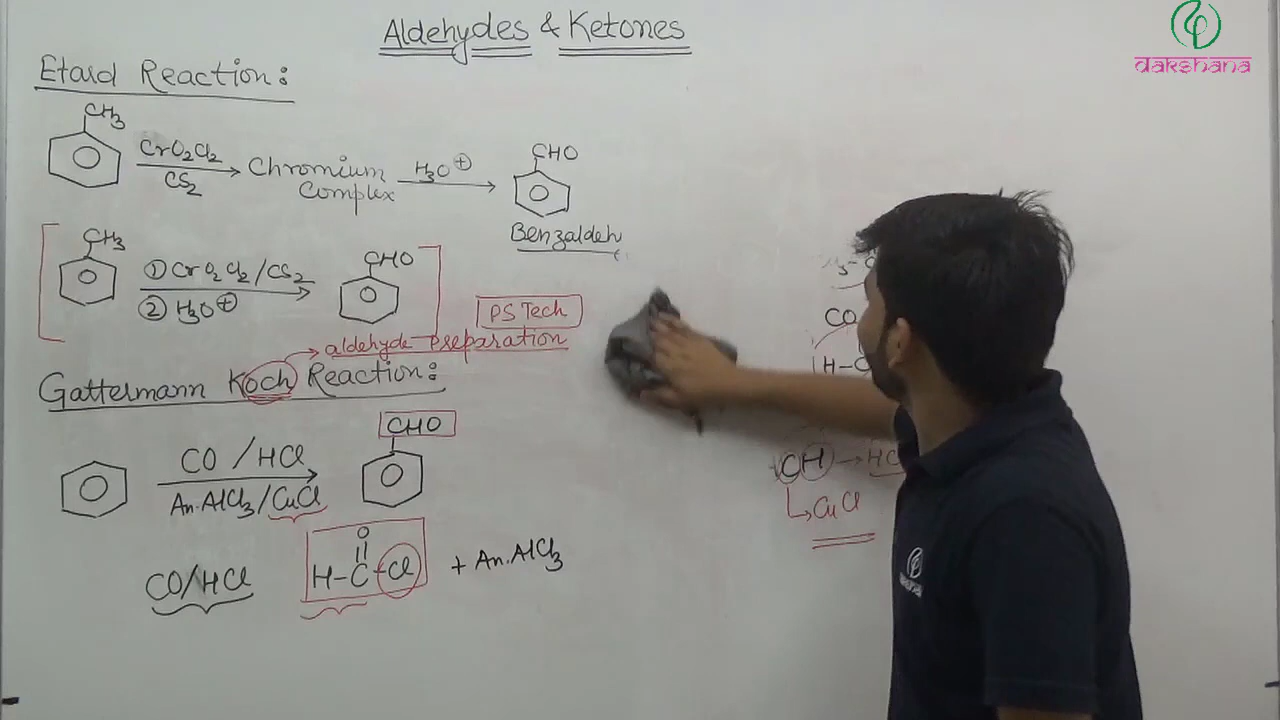 Aldehydes & Ketones
dakshana
Etard Reaction:
CH3
CrO2Cl2
CS2
Chromium
Complex
H3O⊕
CHO
Benzaldeh
CH3
① CrO2Cl2/CS2
② H3O⊕
CHO
PS Tech
aldehyde preparation
Gattermann Koch Reaction:
CO /HCl
An.AlCl3/CuCl
CHO
CO/HCl
O
H-C-Cl
+ An.AlCl3
CO
H-C
CH → HC
CuCl